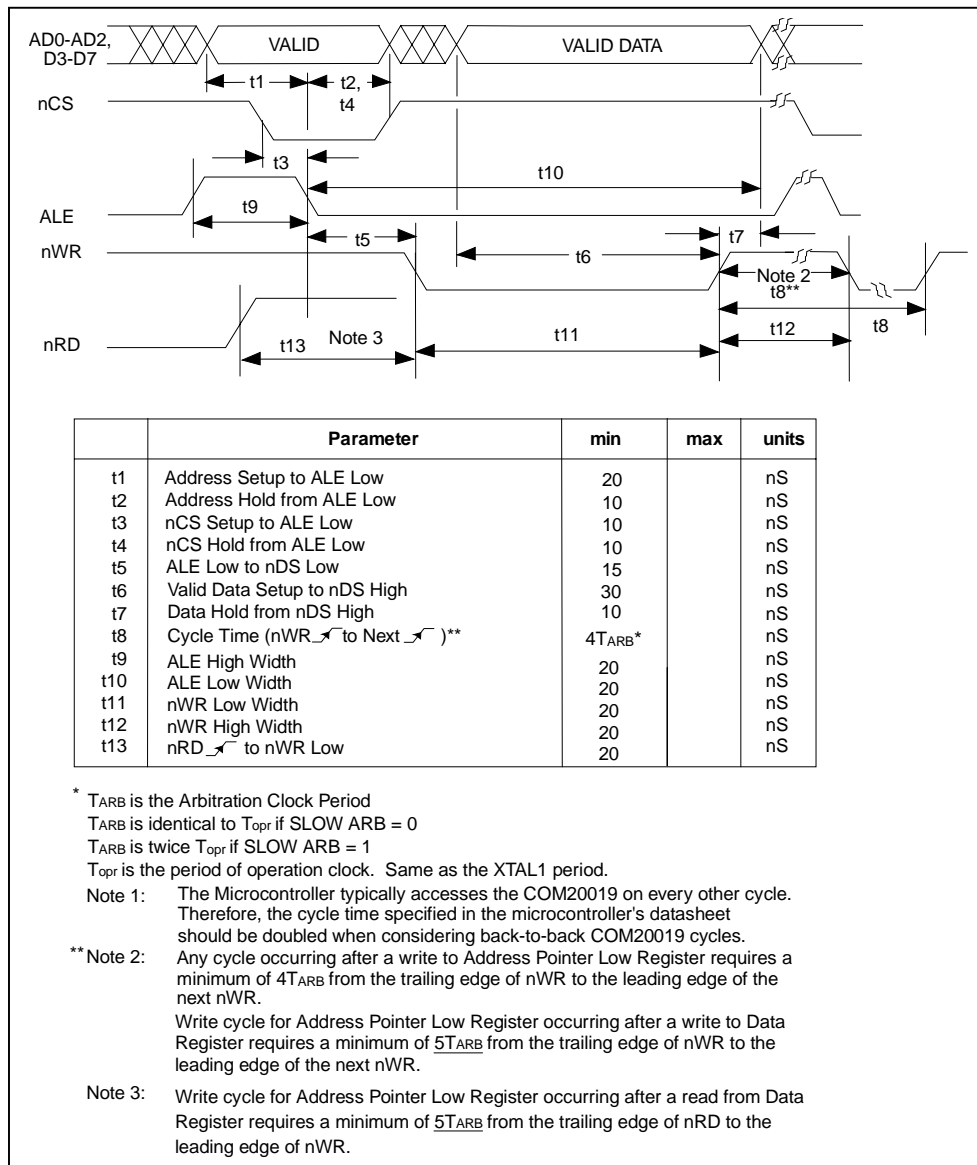 AD0-AD2,
D3-D7
VALID
VALID DATA
t1
t2,
t4
nCS
t3
t10
ALE
t9
t5
t7
nWR
t6
Note 2
t8**
t8
nRD
t13
Note 3
t11
t12
Parameter min max units
t1 Address Setup to ALE Low 20 nS
t2 Address Hold from ALE Low 10 nS
t3 nCS Setup to ALE Low 10 nS
t4 nCS Hold from ALE Low 10 nS
t5 ALE Low to nDS Low 15 nS
t6 Valid Data Setup to nDS High 30 nS
t7 Data Hold from nDS High 10 nS
t8 Cycle Time (nWR to Next )** 4TARB* nS
t9 ALE High Width 20 nS
t10 ALE Low Width 20 nS
t11 nWR Low Width 20 nS
t12 nWR High Width 20 nS
t13 nRD to nWR Low 20 nS
* TARB is the Arbitration Clock Period
TARB is identical to Topr if SLOW ARB = 0
TARB is twice Topr if SLOW ARB = 1
Topr is the period of operation clock. Same as the XTAL1 period.
Note 1: The Microcontroller typically accesses the COM20019 on every other cycle.
Therefore, the cycle time specified in the microcontroller's datasheet
should be doubled when considering back-to-back COM20019 cycles.
**Note 2: Any cycle occurring after a write to Address Pointer Low Register requires a
minimum of 4TARB from the trailing edge of nWR to the leading edge of the
next nWR.
Write cycle for Address Pointer Low Register occurring after a write to Data
Register requires a minimum of 5TARB from the trailing edge of nWR to the
leading edge of the next nWR.
Note 3: Write cycle for Address Pointer Low Register occurring after a read from Data
Register requires a minimum of 5TARB from the trailing edge of nRD to the
leading edge of nWR.